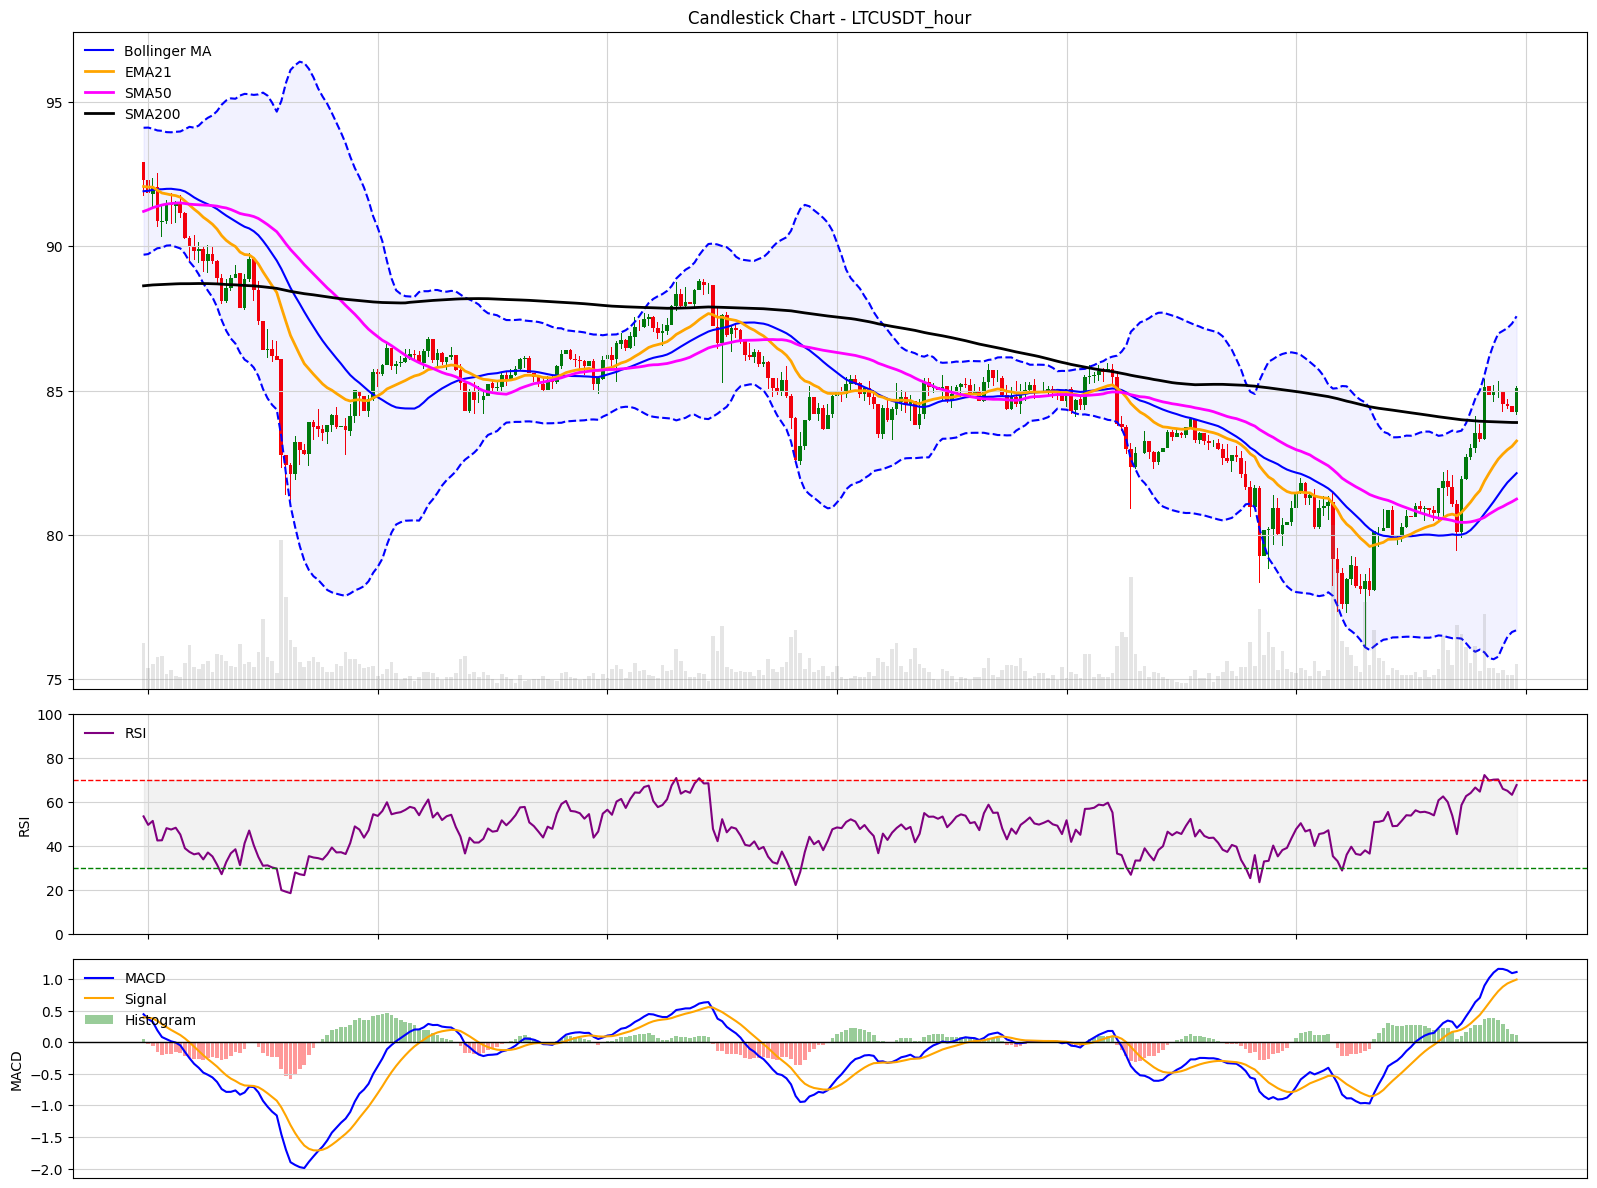 Candlestick Chart - LTCUSDT_hour
Bollinger MA
EMA21
SMA50
SMA200
95
90
85
80
75
100
RSI
80
60
40
20
0
RSI
MACD
Signal
Histogram
1.0
0.5
0.0
−0.5
−1.0
−1.5
−2.0
MACD